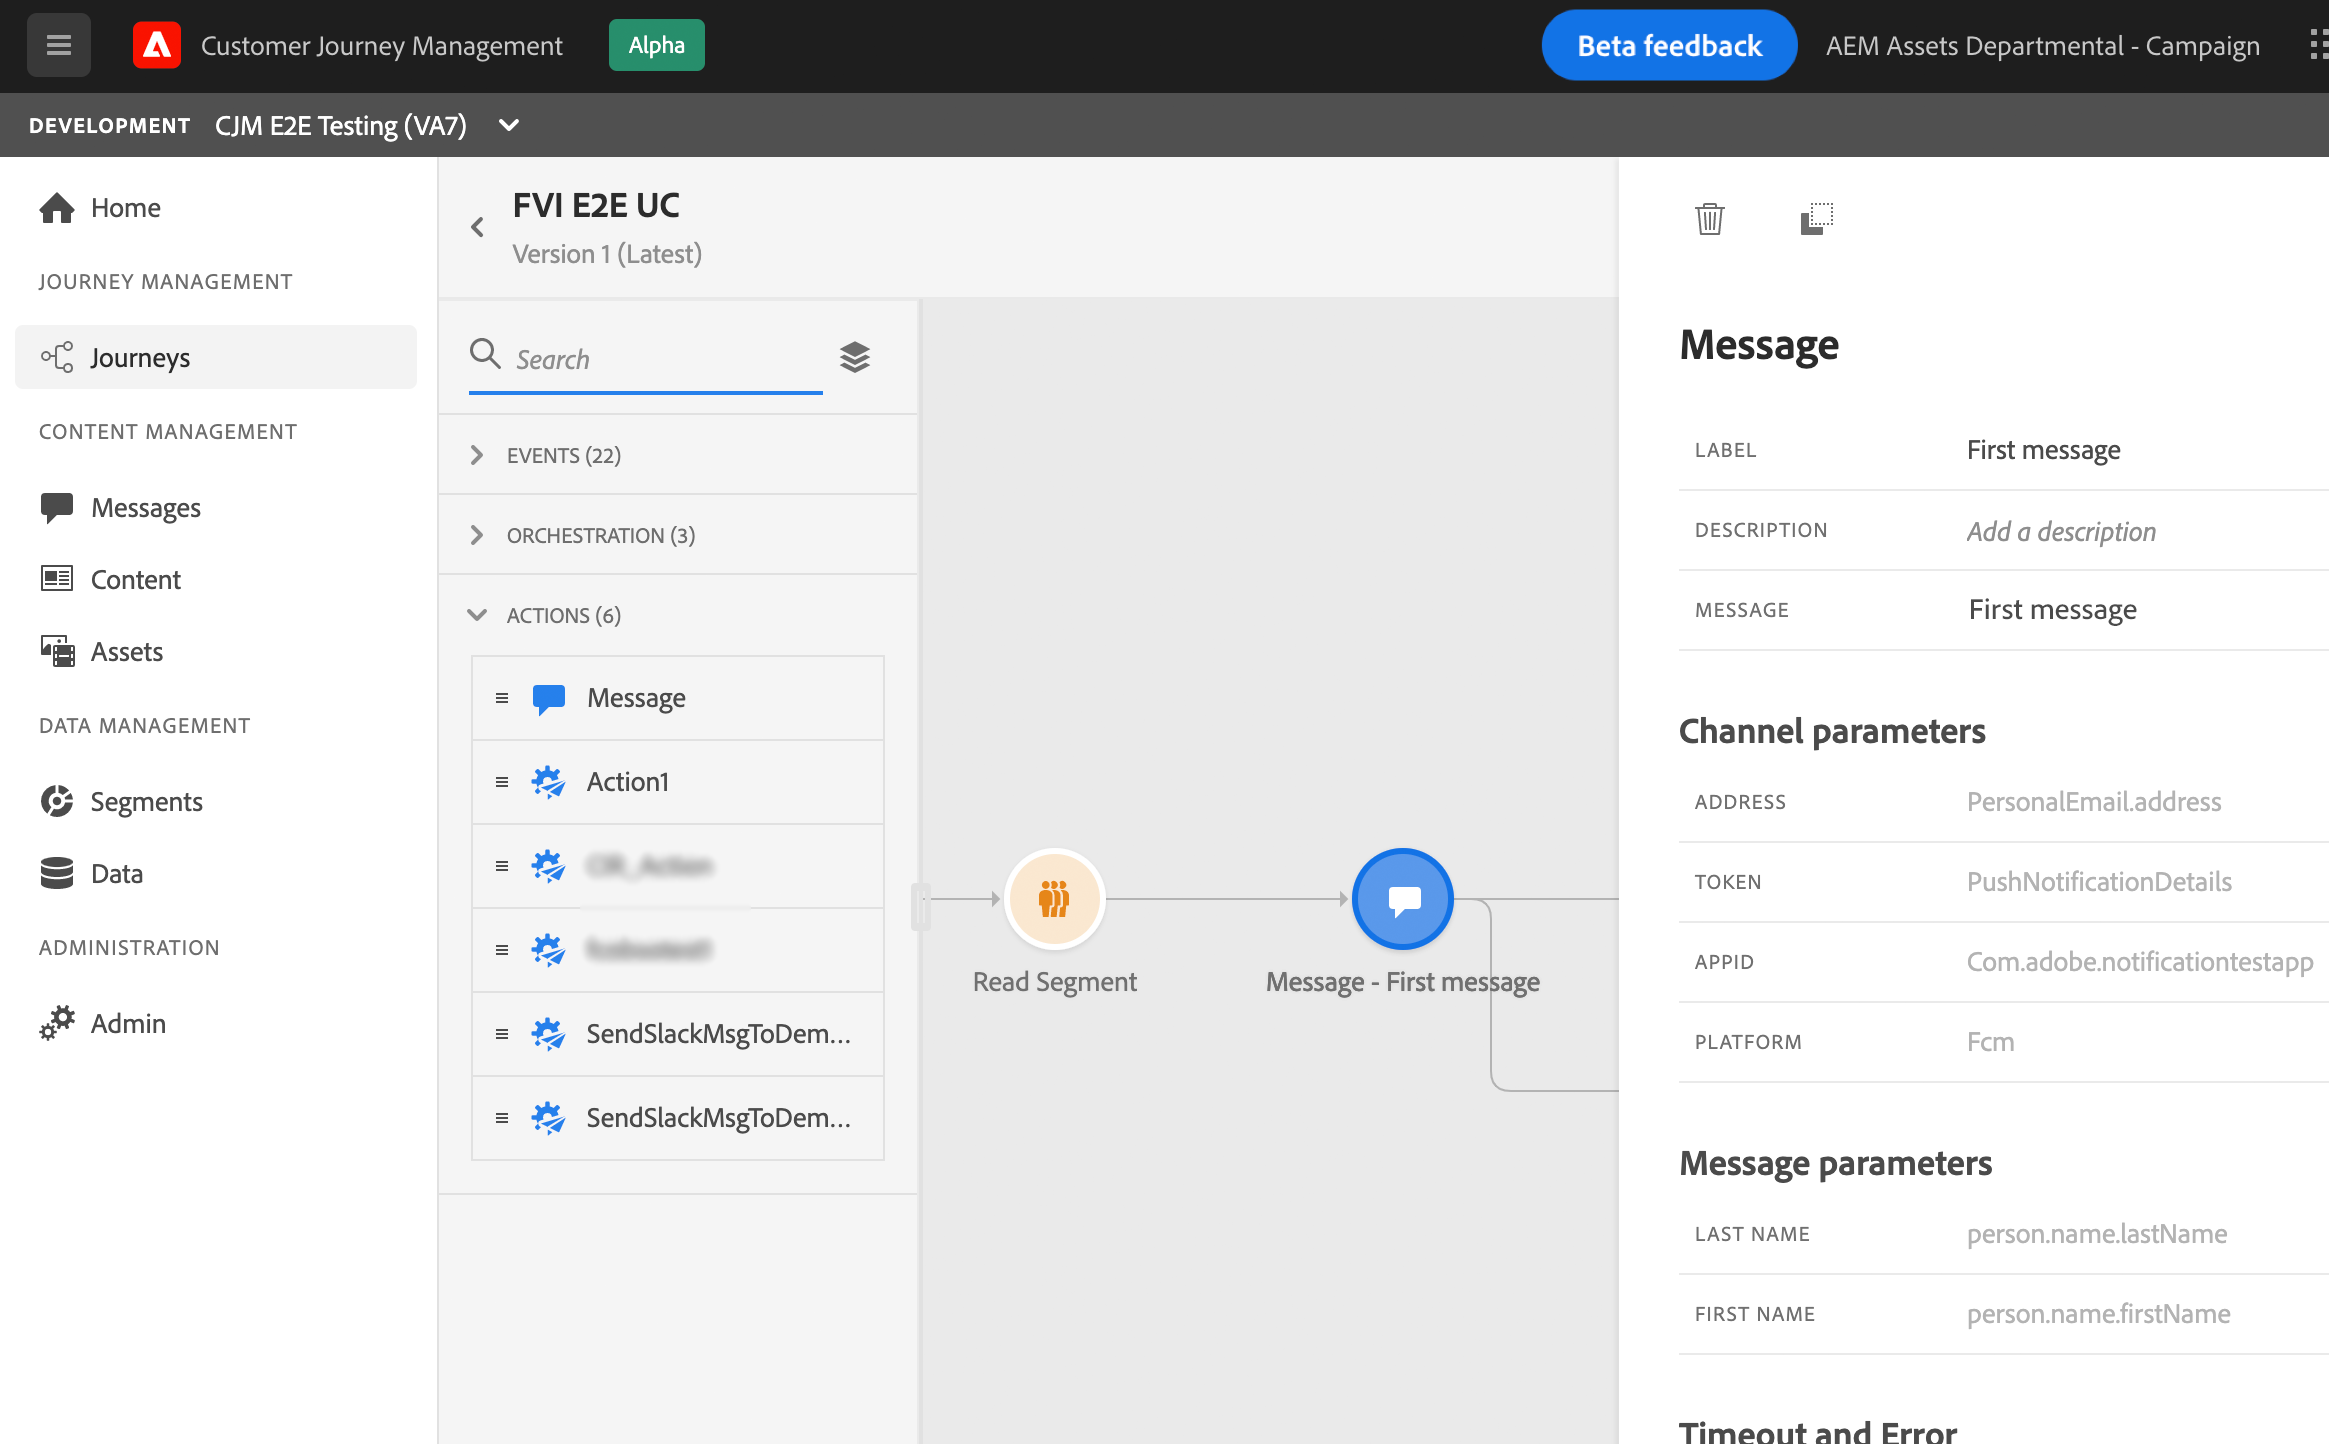 Customer Journey Management
Alpha
Beta feedback
AEM Assets Departmental - Campaign
DEVELOPMENT
CJM E2E Testing (VA7)
Home
JOURNEY MANAGEMENT
Journeys
CONTENT MANAGEMENT
Messages
Content
Assets
DATA MANAGEMENT
Segments
Data
ADMINISTRATION
Admin
FVI E2E UC
Version 1 (Latest)
Search
EVENTS (22)
ORCHESTRATION (3)
ACTIONS (6)
Message
Action1
SendSlackMsgToDem...
SendSlackMsgToDem...
Read Segment
Message - First message
Message
LABEL First message
DESCRIPTION Add a description
MESSAGE First message
Channel parameters
ADDRESS PersonalEmail.address
TOKEN PushNotificationDetails
APPID Com.adobe.notificationtestapp
PLATFORM Fcm
Message parameters
LAST NAME person.name.lastName
FIRST NAME person.name.firstName
Timeout and Error